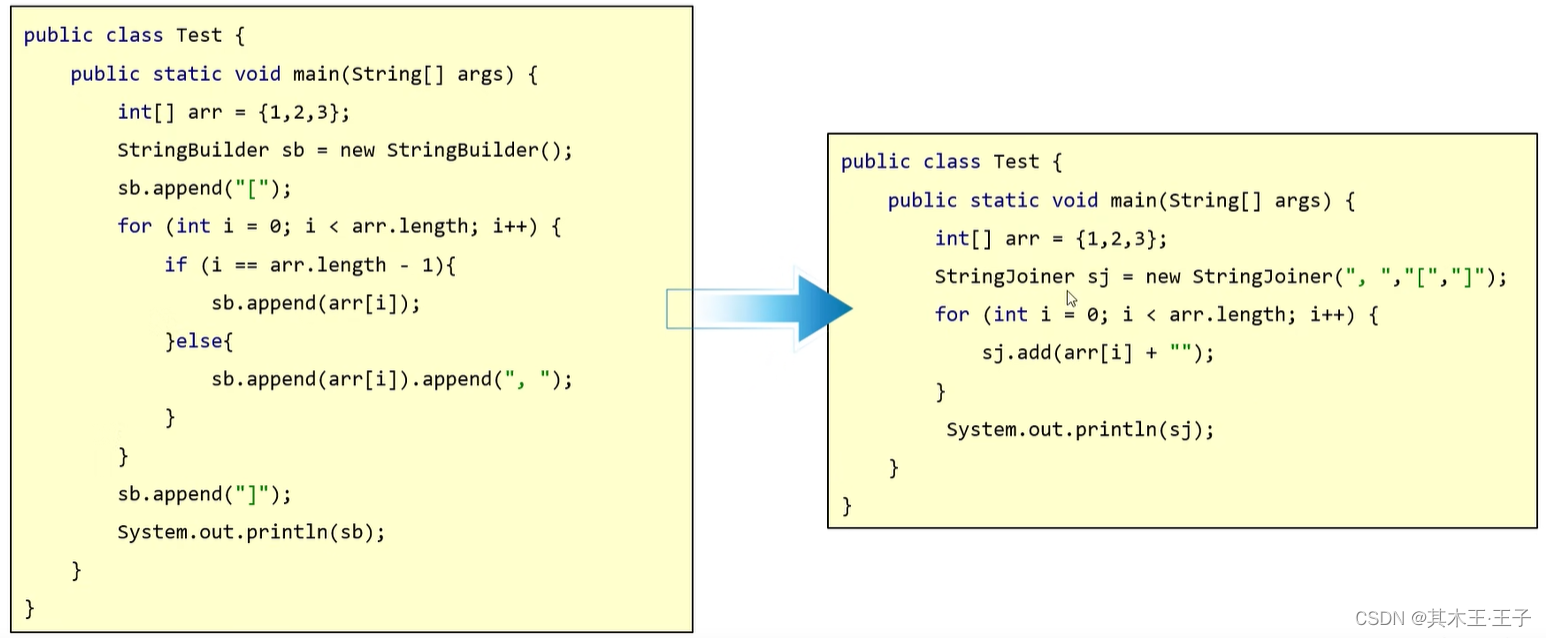 public class Test {
    public static void main(String[] args) {
        int[] arr = {1,2,3};
        StringBuilder sb = new StringBuilder();
        sb.append("[");
        for (int i = 0; i < arr.length; i++) {
            if (i == arr.length - 1){
                sb.append(arr[i]);
            }else{
                sb.append(arr[i]).append(", ");
            }
        }
        sb.append("]");
        System.out.println(sb);
    }
}
public class Test {
    public static void main(String[] args) {
        int[] arr = {1,2,3};
        StringJoiner sj = new StringJoiner(", ","[","]");
        for (int i = 0; i < arr.length; i++) {
            sj.add(arr[i] + "");
        }
         System.out.println(sj);
    }
}
CSDN @其木王·王子